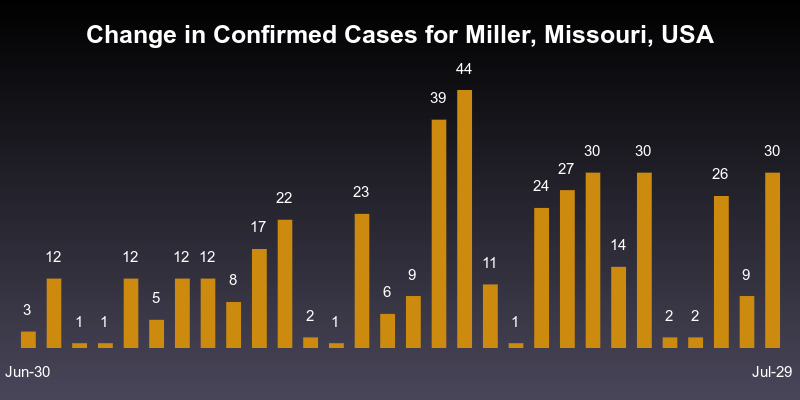 Change in Confirmed Cases for Miller, Missouri, USA
3 12 1 1 12 5 12 12 8 17 22 2 1 23 6 9 39 44 11 1 24 27 30 14 30 2 2 26 9 30
Jun-30 Jul-29